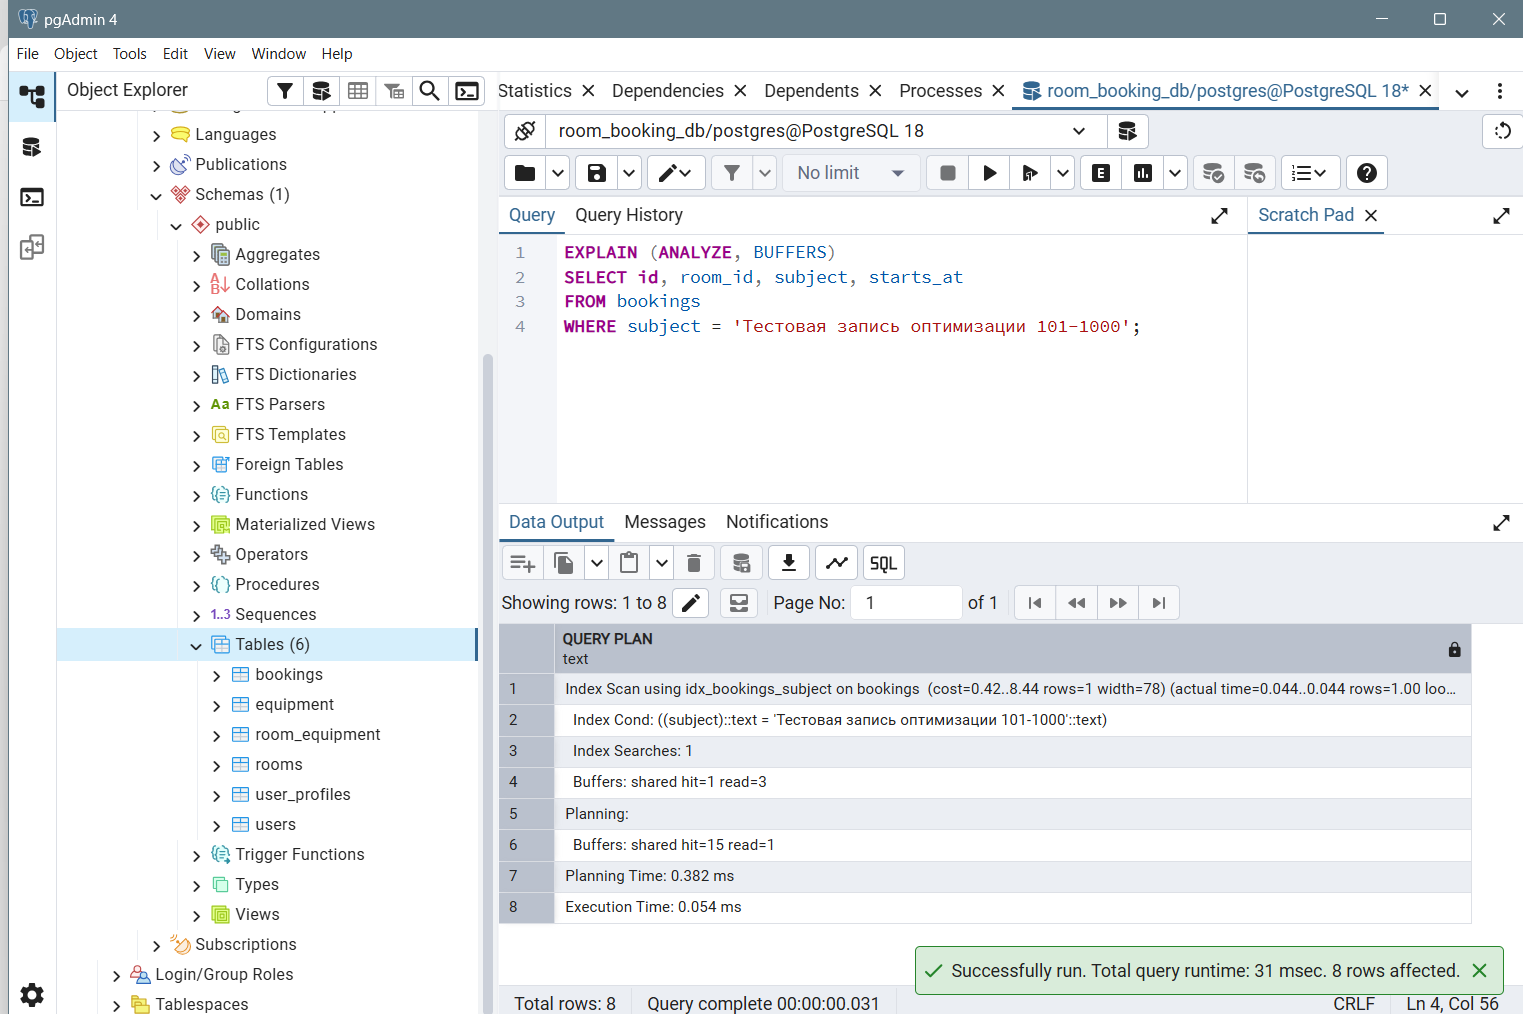 pgAdmin 4
File Object Tools Edit View Window Help
Object Explorer
Languages
Publications
Schemas (1)
public
Aggregates
Collations
Domains
FTS Configurations
FTS Dictionaries
Aa FTS Parsers
FTS Templates
Foreign Tables
Functions
Materialized Views
Operators
Procedures
1..3 Sequences
Tables (6)
bookings
equipment
room_equipment
rooms
user_profiles
users
Trigger Functions
Types
Views
Subscriptions
Login/Group Roles
Tablespaces
Statistics Dependencies Dependents Processes room_booking_db/postgres@PostgreSQL 18*
room_booking_db/postgres@PostgreSQL 18
No limit E
Query Query History Scratch Pad
1 EXPLAIN (ANALYZE, BUFFERS)
2 SELECT id, room_id, subject, starts_at
3 FROM bookings
4 WHERE subject = 'Тестовая запись оптимизации 101-1000';
Data Output Messages Notifications
SQL
Showing rows: 1 to 8 Page No: 1 of 1
QUERY PLAN
text
1 Index Scan using idx_bookings_subject on bookings (cost=0.42..8.44 rows=1 width=78) (actual time=0.044..0.044 rows=1.00 loo...
2 Index Cond: ((subject)::text = 'Тестовая запись оптимизации 101-1000'::text)
3 Index Searches: 1
4 Buffers: shared hit=1 read=3
5 Planning:
6 Buffers: shared hit=15 read=1
7 Planning Time: 0.382 ms
8 Execution Time: 0.054 ms
Successfully run. Total query runtime: 31 msec. 8 rows affected.
Total rows: 8 Query complete 00:00:00.031 CRLF Ln 4, Col 56